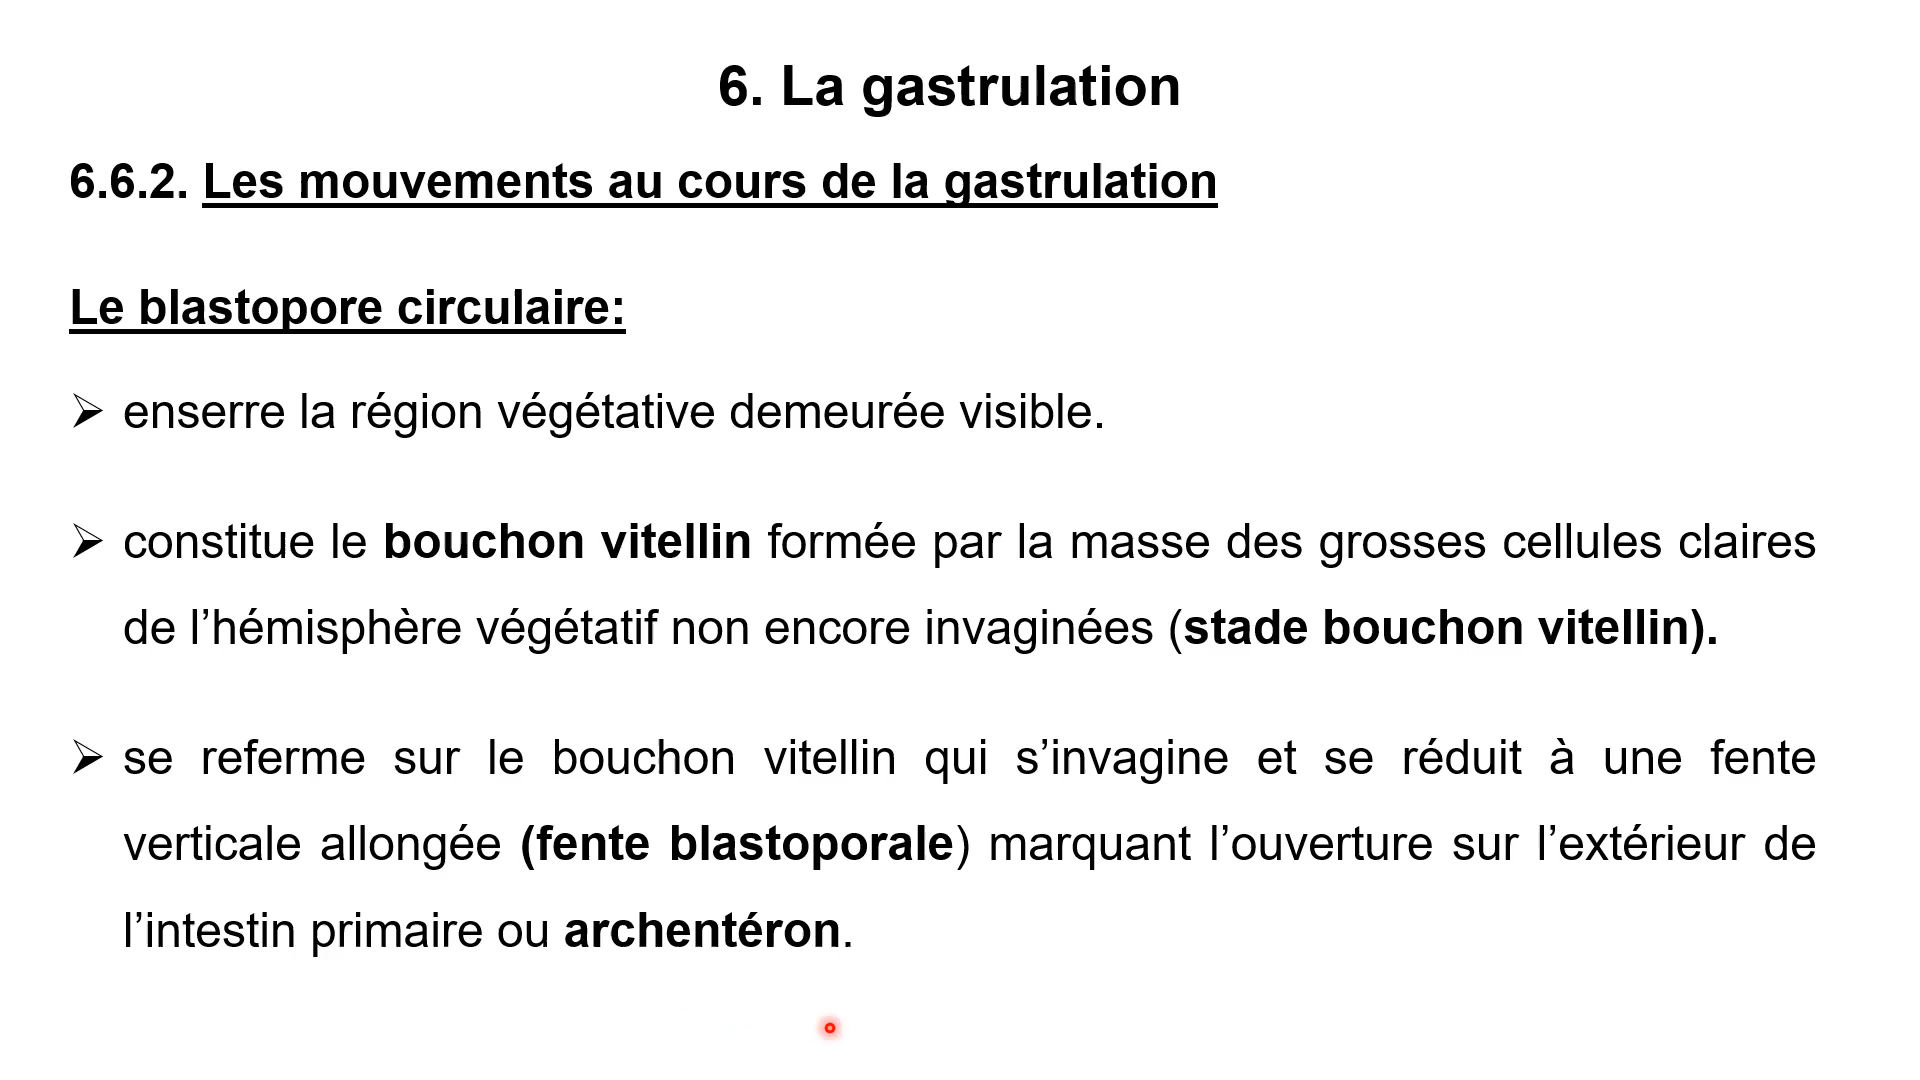 6. La gastrulation
6.6.2. Les mouvements au cours de la gastrulation
Le blastopore circulaire:
➢ enserre la région végétative demeurée visible.
➢ constitue le bouchon vitellin formée par la masse des grosses cellules claires
de l’hémisphère végétatif non encore invaginées (stade bouchon vitellin).
➢ se referme sur le bouchon vitellin qui s’invagine et se réduit à une fente
verticale allongée (fente blastoporale) marquant l’ouverture sur l’extérieur de
l’intestin primaire ou archentéron.